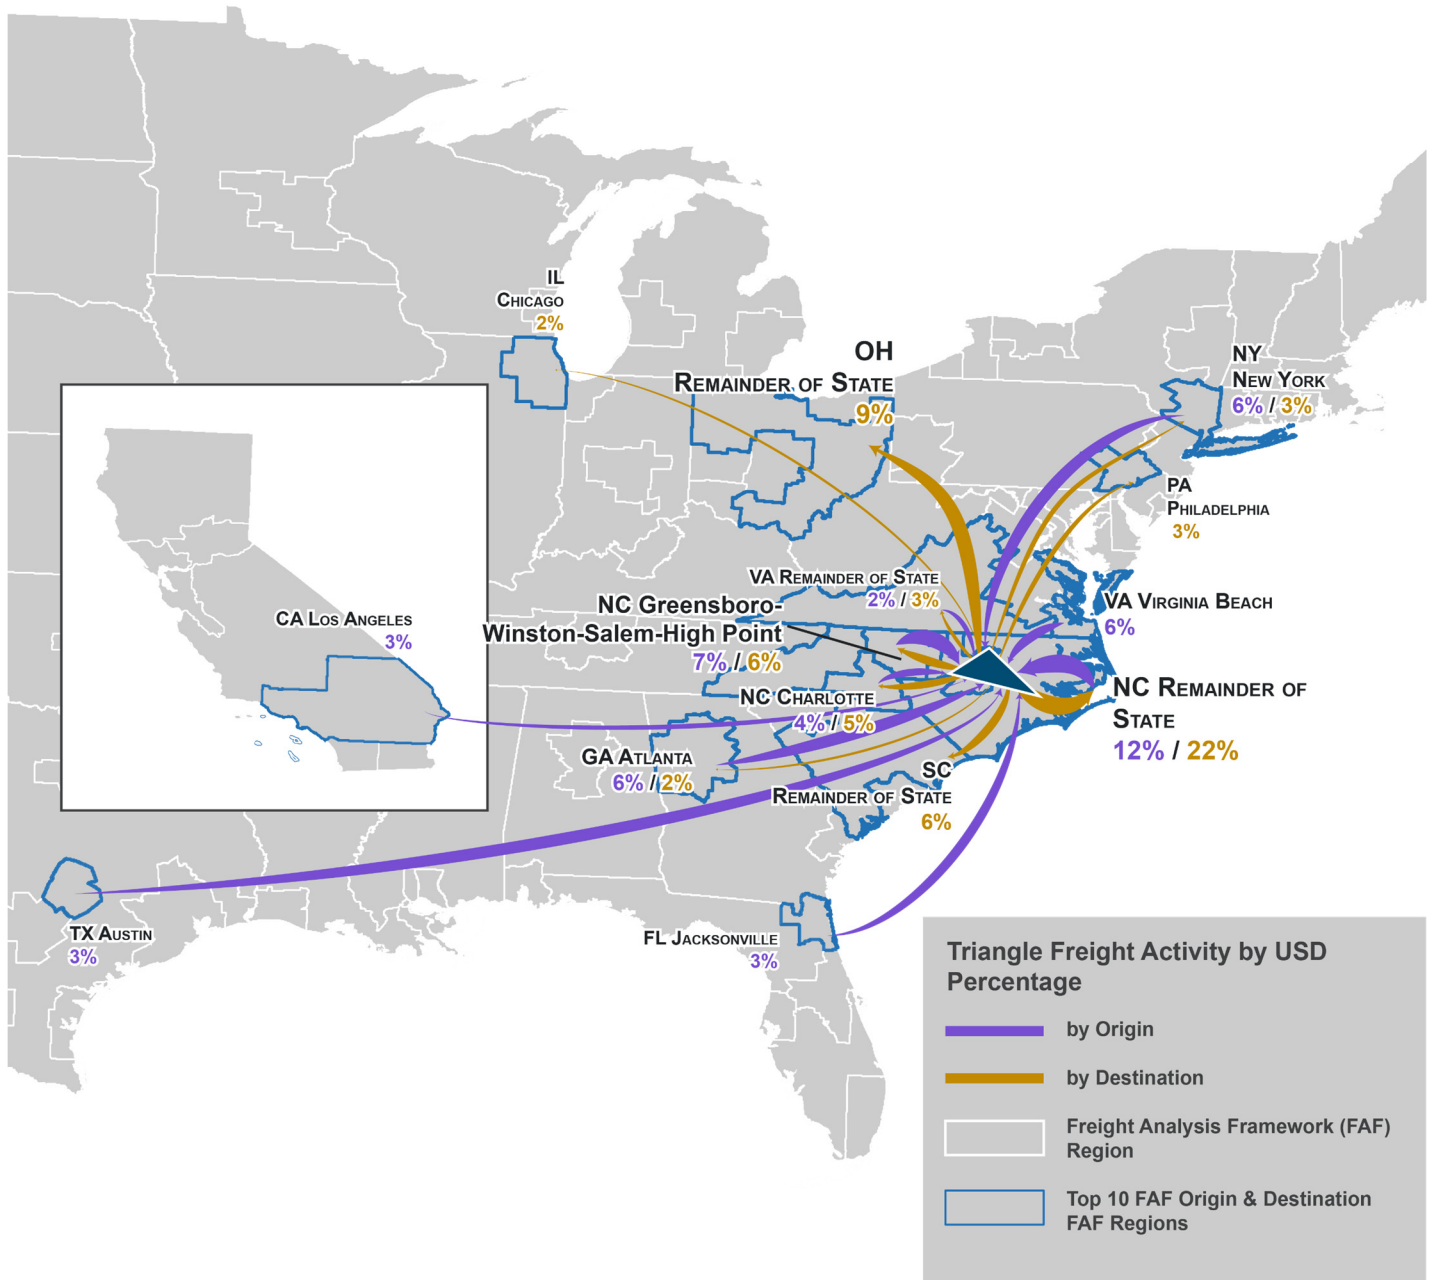 IL
Chicago
2%
OH
Remainder of State
9%
NY
New York
6% / 3%
PA
Philadelphia
3%
VA Remainder of State
2% / 3%
VA Virginia Beach
6%
NC Greensboro-
Winston-Salem-High Point
7% / 6%
CA Los Angeles
3%
NC Charlotte
4% / 5%
NC Remainder of
State
12% / 22%
GA Atlanta
6% / 2%
SC
Remainder of State
6%
TX Austin
3%
FL Jacksonville
3%
Triangle Freight Activity by USD
Percentage
by Origin
by Destination
Freight Analysis Framework (FAF)
Region
Top 10 FAF Origin & Destination
FAF Regions